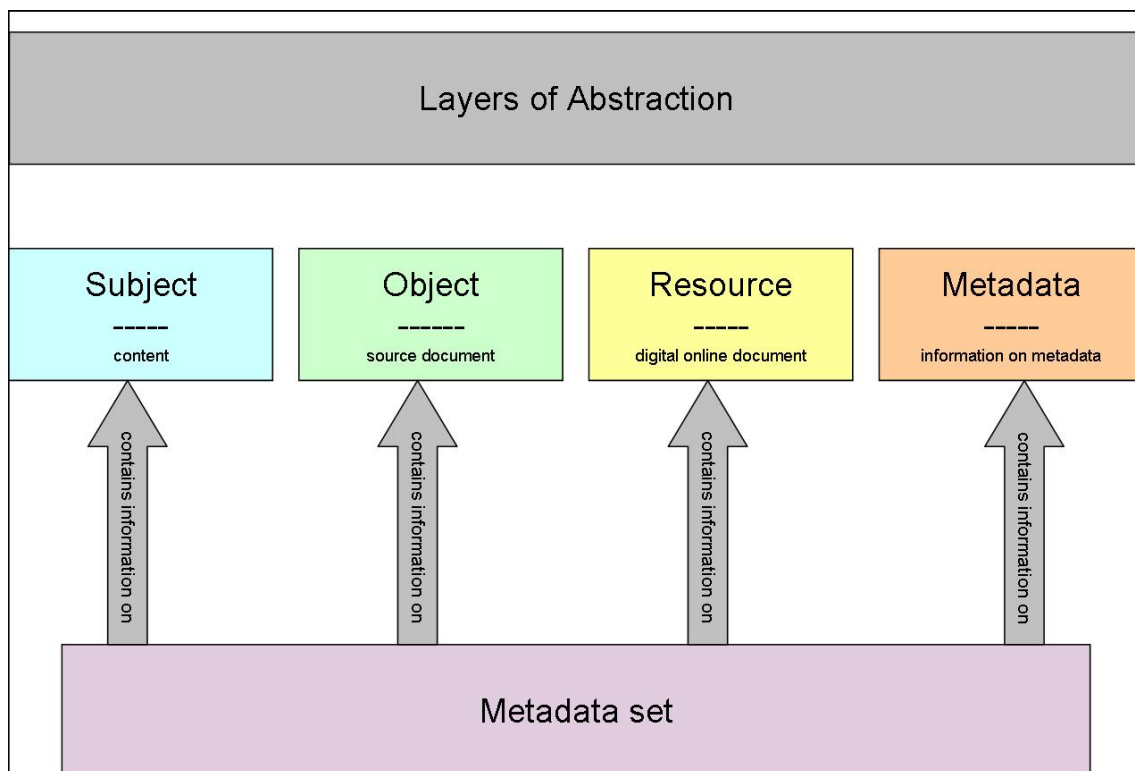 Layers of Abstraction
Subject
-----
content
Object
------
source document
Resource
-----
digital online document
Metadata
-----
information on metadata
contains information on
contains information on
contains information on
contains information on
Metadata set